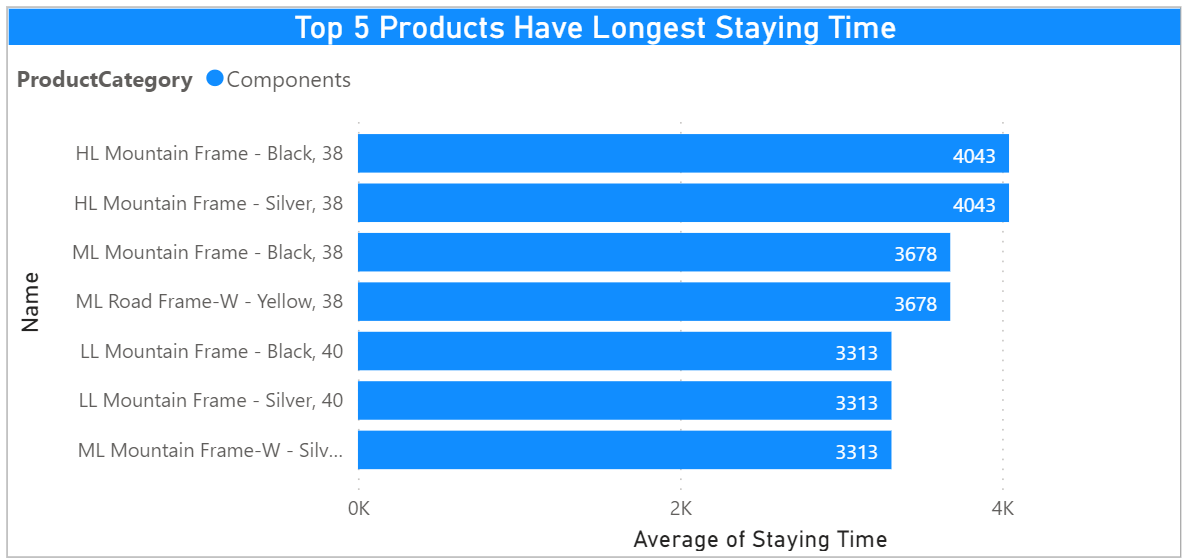 Top 5 Products Have Longest Staying Time
ProductCategory Components
HL Mountain Frame - Black, 38 4043
HL Mountain Frame - Silver, 38 4043
ML Mountain Frame - Black, 38 3678
ML Road Frame-W - Yellow, 38 3678
LL Mountain Frame - Black, 40 3313
LL Mountain Frame - Silver, 40 3313
ML Mountain Frame-W - Silv... 3313
Name
0K 2K 4K
Average of Staying Time